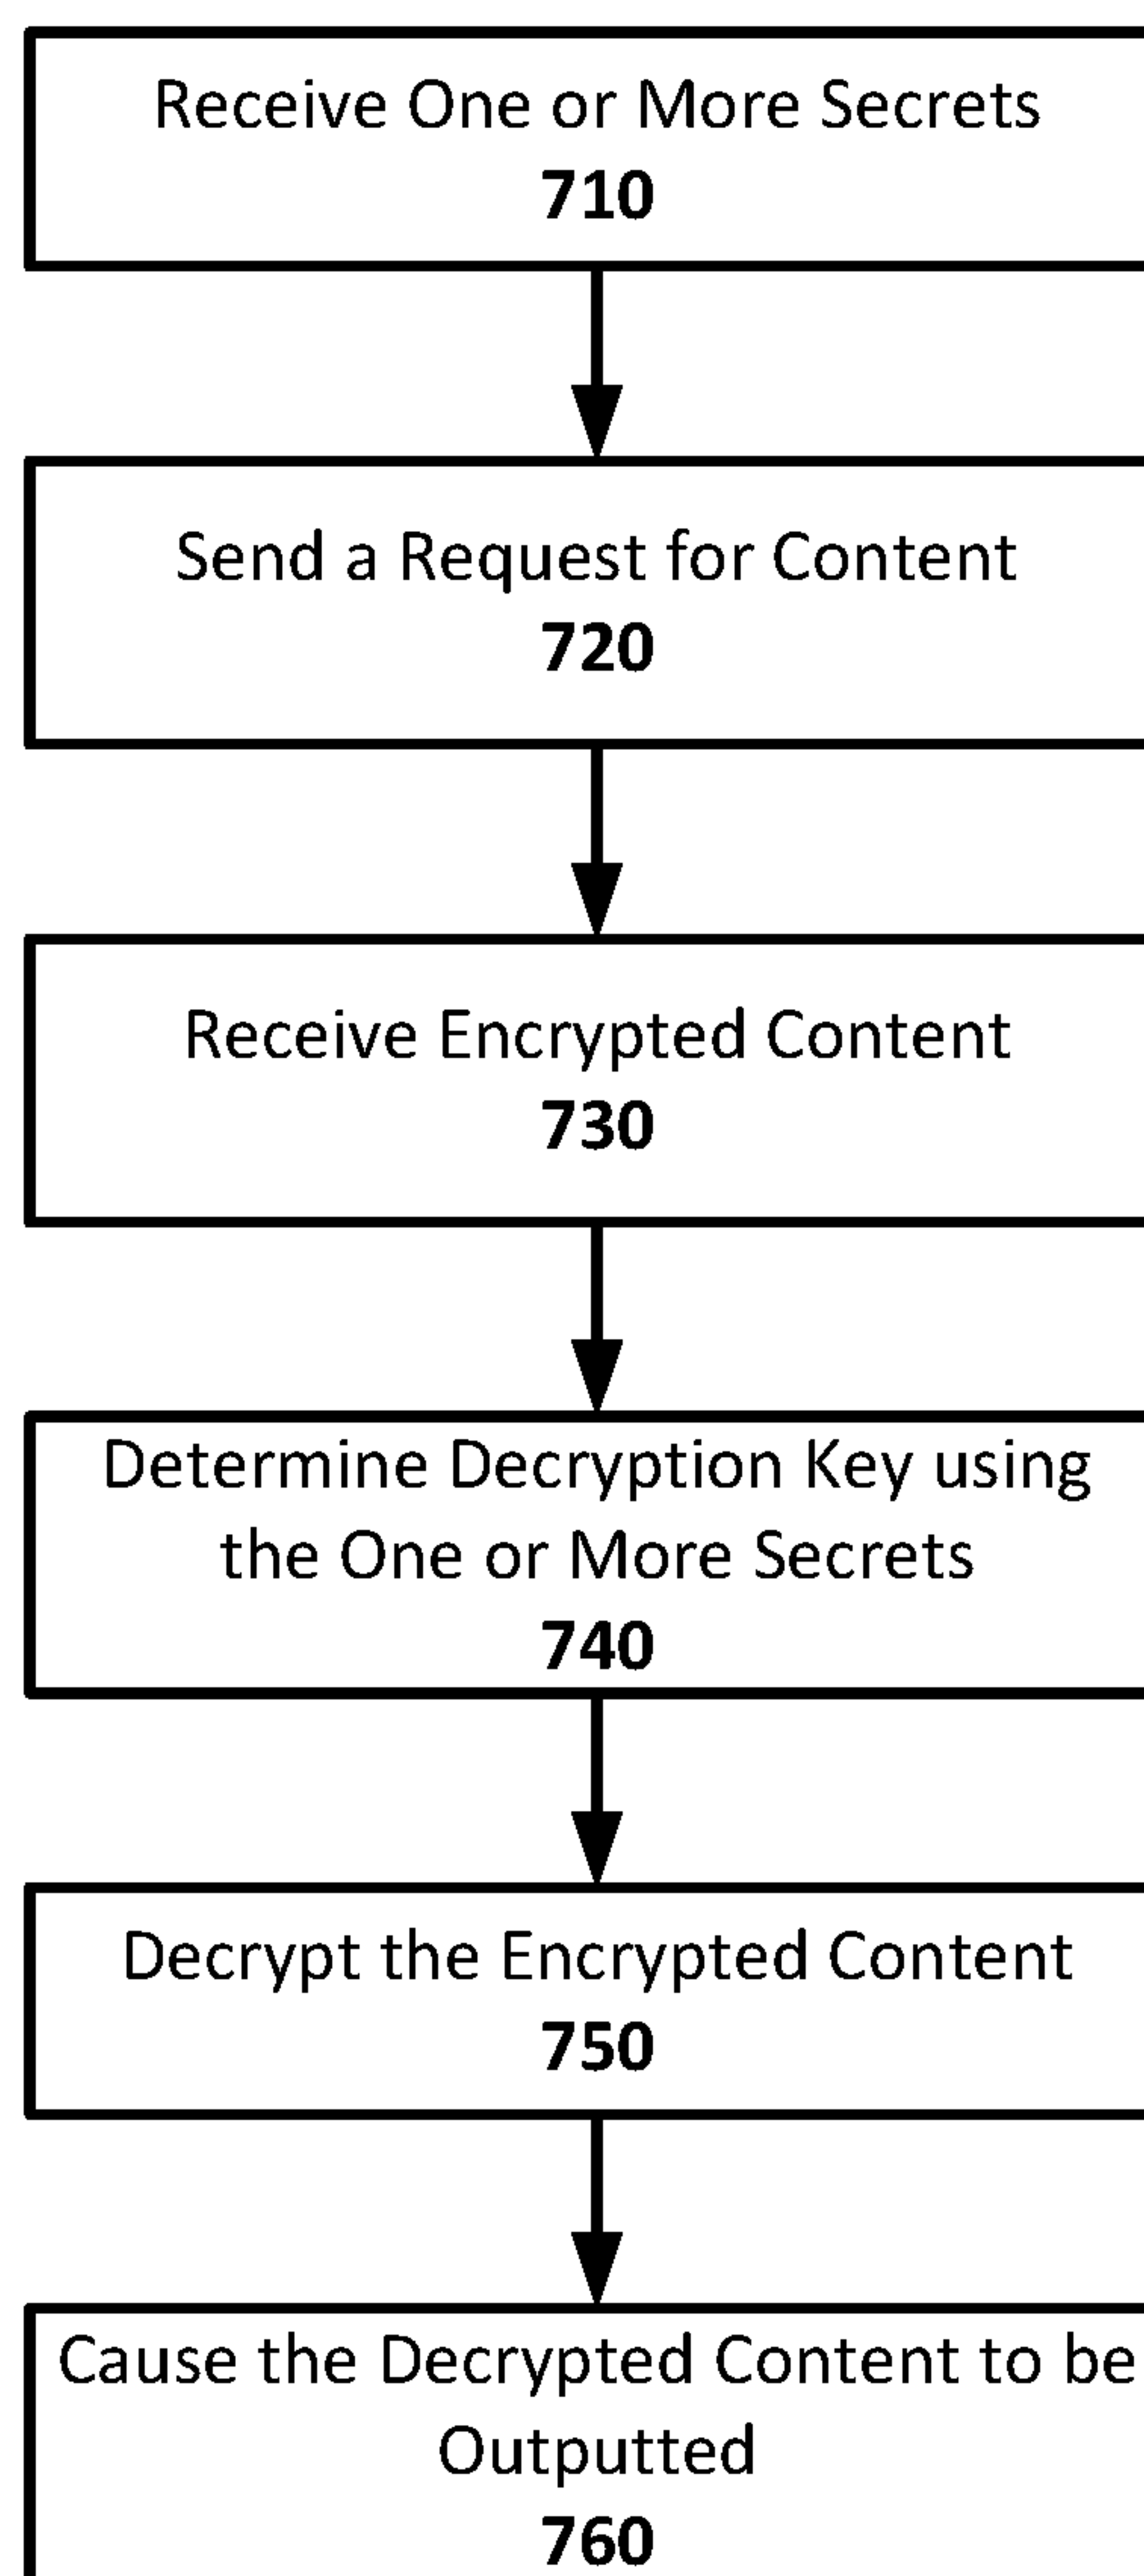 Receive One or More Secrets
710
Send a Request for Content
720
Receive Encrypted Content
730
Determine Decryption Key using
the One or More Secrets
740
Decrypt the Encrypted Content
750
Cause the Decrypted Content to be
Outputted
760